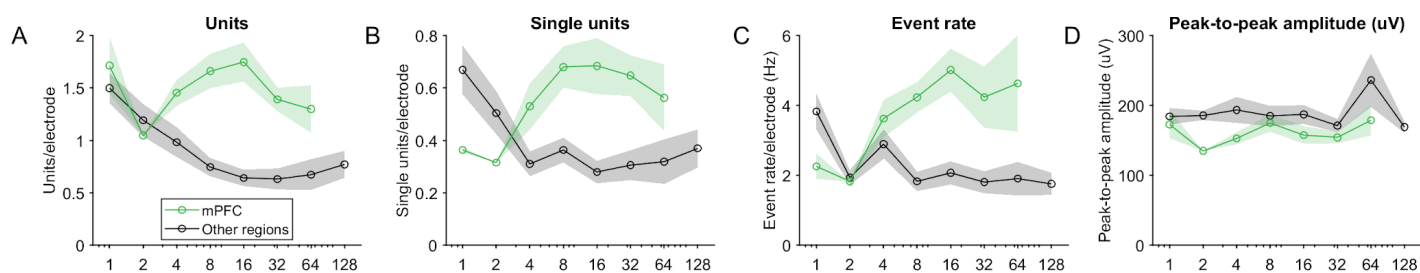 A
Units
Units/electrode
2
1.5
1
0.5
0
mPFC
Other regions
1 2 4 8 16 32 64 128
B
Single units
Single units/electrode
0.8
0.6
0.4
0.2
0
1 2 4 8 16 32 64 128
C
Event rate
Event rate/electrode (Hz)
6
4
2
0
1 2 4 8 16 32 64 128
D
Peak-to-peak amplitude (uV)
Peak-to-peak amplitude (uV)
300
200
100
0
1 2 4 8 16 32 64 128